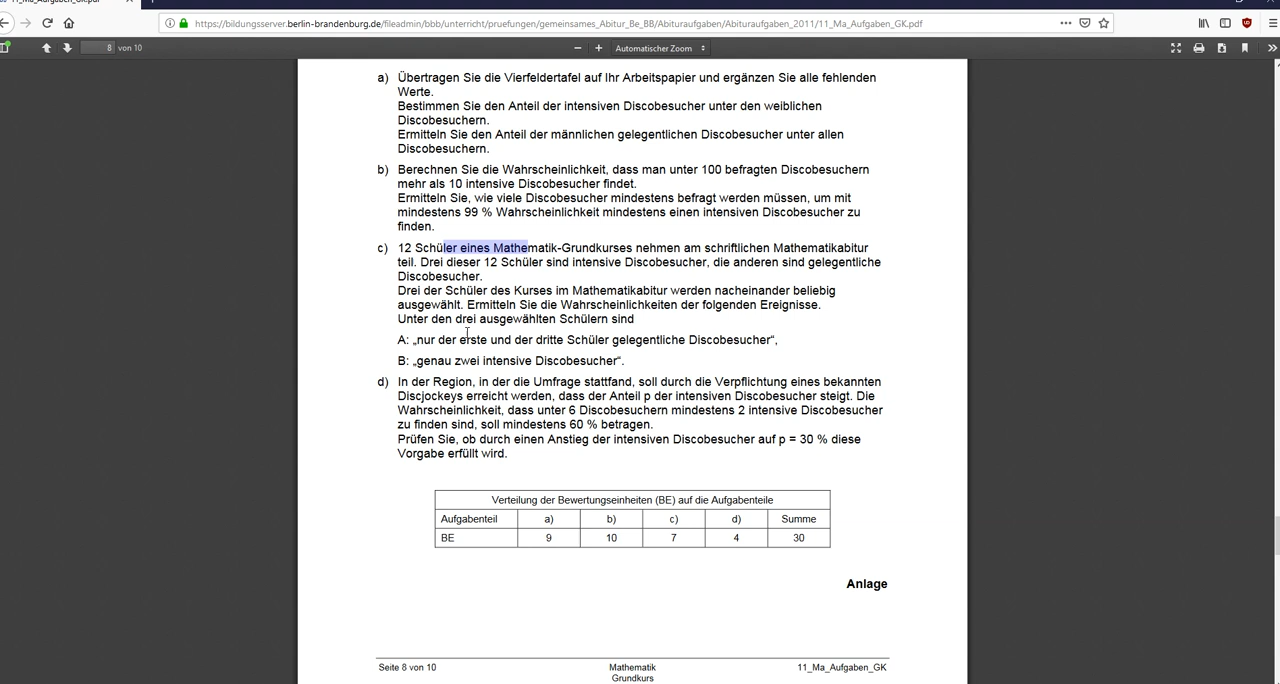 11_Ma_Aufgaben_GK.pdf
https://bildungsserver.berlin-brandenburg.de/fileadmin/bbb/unterricht/pruefungen/gemeinsames_Abitur_Be_BB/Abituraufgaben/Abituraufgaben_2011/11_Ma_Aufgaben_GK.pdf
8 von 10
Automatischer Zoom
a) Übertragen Sie die Vierfeldertafel auf Ihr Arbeitspapier und ergänzen Sie alle fehlenden
Werte.
Bestimmen Sie den Anteil der intensiven Discobesucher unter den weiblichen
Discobesuchern.
Ermitteln Sie den Anteil der männlichen gelegentlichen Discobesucher unter allen
Discobesuchern.
b) Berechnen Sie die Wahrscheinlichkeit, dass man unter 100 befragten Discobesuchern
mehr als 10 intensive Discobesucher findet.
Ermitteln Sie, wie viele Discobesucher mindestens befragt werden müssen, um mit
mindestens 99 % Wahrscheinlichkeit mindestens einen intensiven Discobesucher zu
finden.
c) 12 Schüler eines Mathematik-Grundkurses nehmen am schriftlichen Mathematikabitur
teil. Drei dieser 12 Schüler sind intensive Discobesucher, die anderen sind gelegentliche
Discobesucher.
Drei der Schüler des Kurses im Mathematikabitur werden nacheinander beliebig
ausgewählt. Ermitteln Sie die Wahrscheinlichkeiten der folgenden Ereignisse.
Unter den drei ausgewählten Schülern sind
A: „nur der erste und der dritte Schüler gelegentliche Discobesucher“,
B: „genau zwei intensive Discobesucher“.
d) In der Region, in der die Umfrage stattfand, soll durch die Verpflichtung eines bekannten
Discjockeys erreicht werden, dass der Anteil p der intensiven Discobesucher steigt. Die
Wahrscheinlichkeit, dass unter 6 Discobesuchern mindestens 2 intensive Discobesucher
zu finden sind, soll mindestens 60 % betragen.
Prüfen Sie, ob durch einen Anstieg der intensiven Discobesucher auf p = 30 % diese
Vorgabe erfüllt wird.
Verteilung der Bewertungseinheiten (BE) auf die Aufgabenteile
Aufgabenteil a) b) c) d) Summe
BE 9 10 7 4 30
Anlage
Seite 8 von 10 Mathematik 11_Ma_Aufgaben_GK
Grundkurs